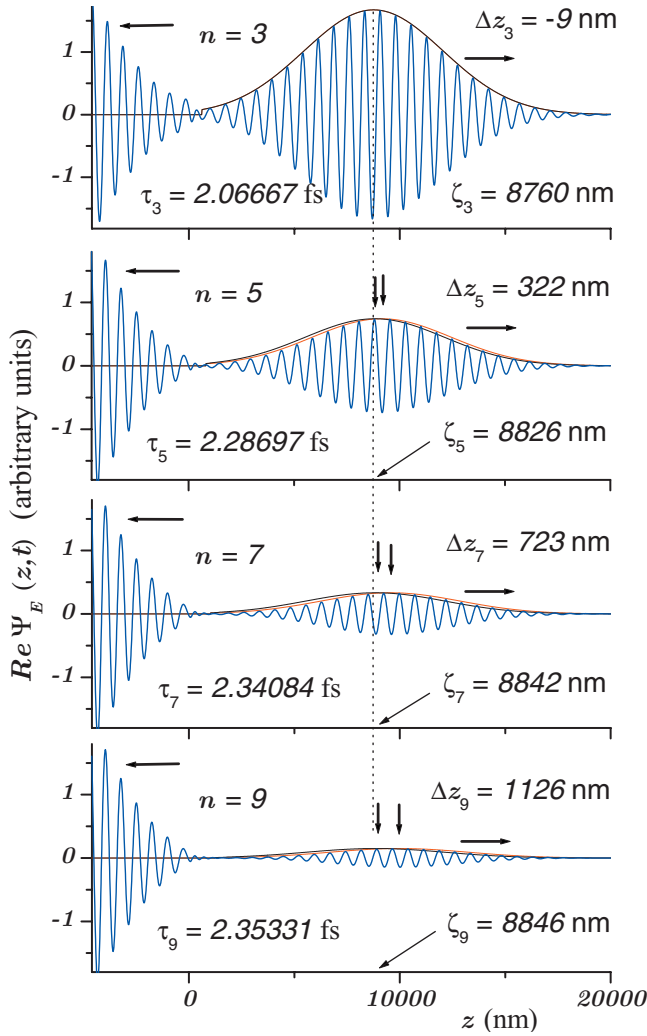 1
0
-1
n = 3
Δz₃ = -9 nm
τ₃ = 2.06667 fs
ζ₃ = 8760 nm
1
0
-1
n = 5
Δz₅ = 322 nm
τ₅ = 2.28697 fs
ζ₅ = 8826 nm
1
0
-1
n = 7
Δz₇ = 723 nm
τ₇ = 2.34084 fs
ζ₇ = 8842 nm
1
0
-1
n = 9
Δz₉ = 1126 nm
τ₉ = 2.35331 fs
ζ₉ = 8846 nm
Re Ψ_E (z,t) (arbitrary units)
0 10000 20000
z (nm)